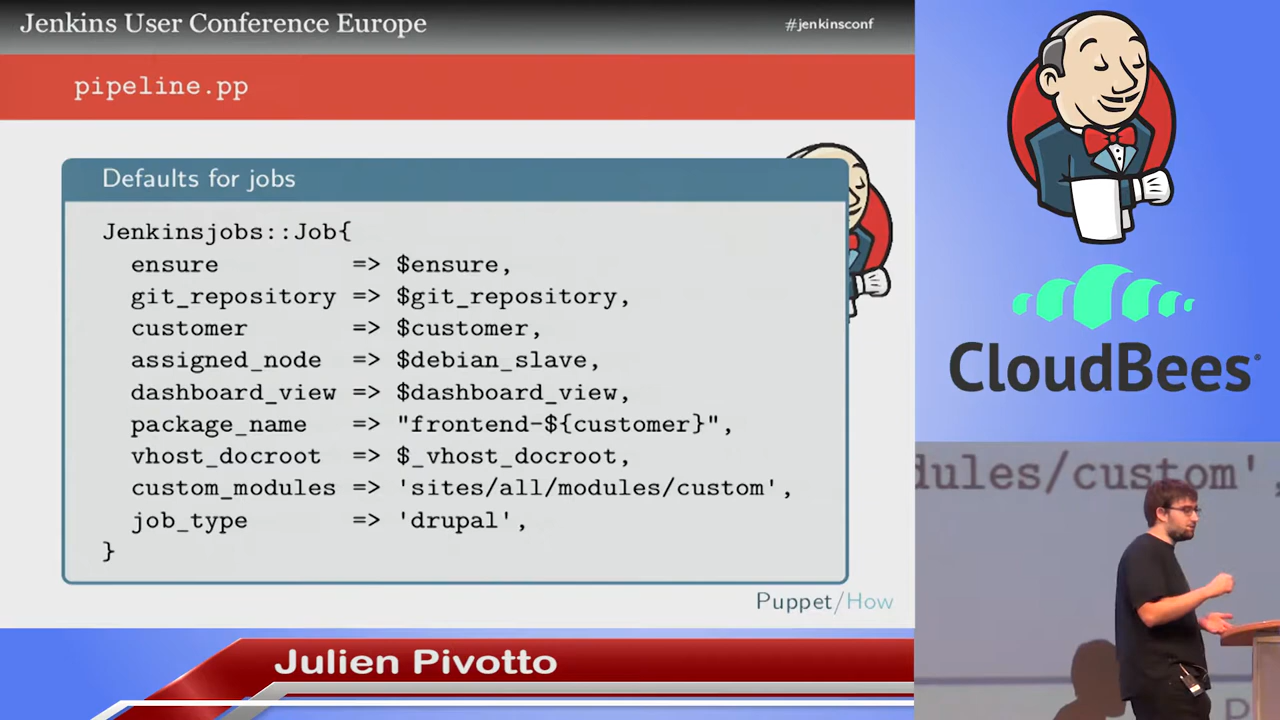 Jenkins User Conference Europe
#jenkinsconf
pipeline.pp
Defaults for jobs
Jenkinsjobs::Job{
ensure => $ensure,
git_repository => $git_repository,
customer => $customer,
assigned_node => $debian_slave,
dashboard_view => $dashboard_view,
package_name => "frontend-${customer}",
vhost_docroot => $_vhost_docroot,
custom_modules => 'sites/all/modules/custom',
job_type => 'drupal',
}
Puppet/How
CloudBees
dules/custom',
Julien Pivotto